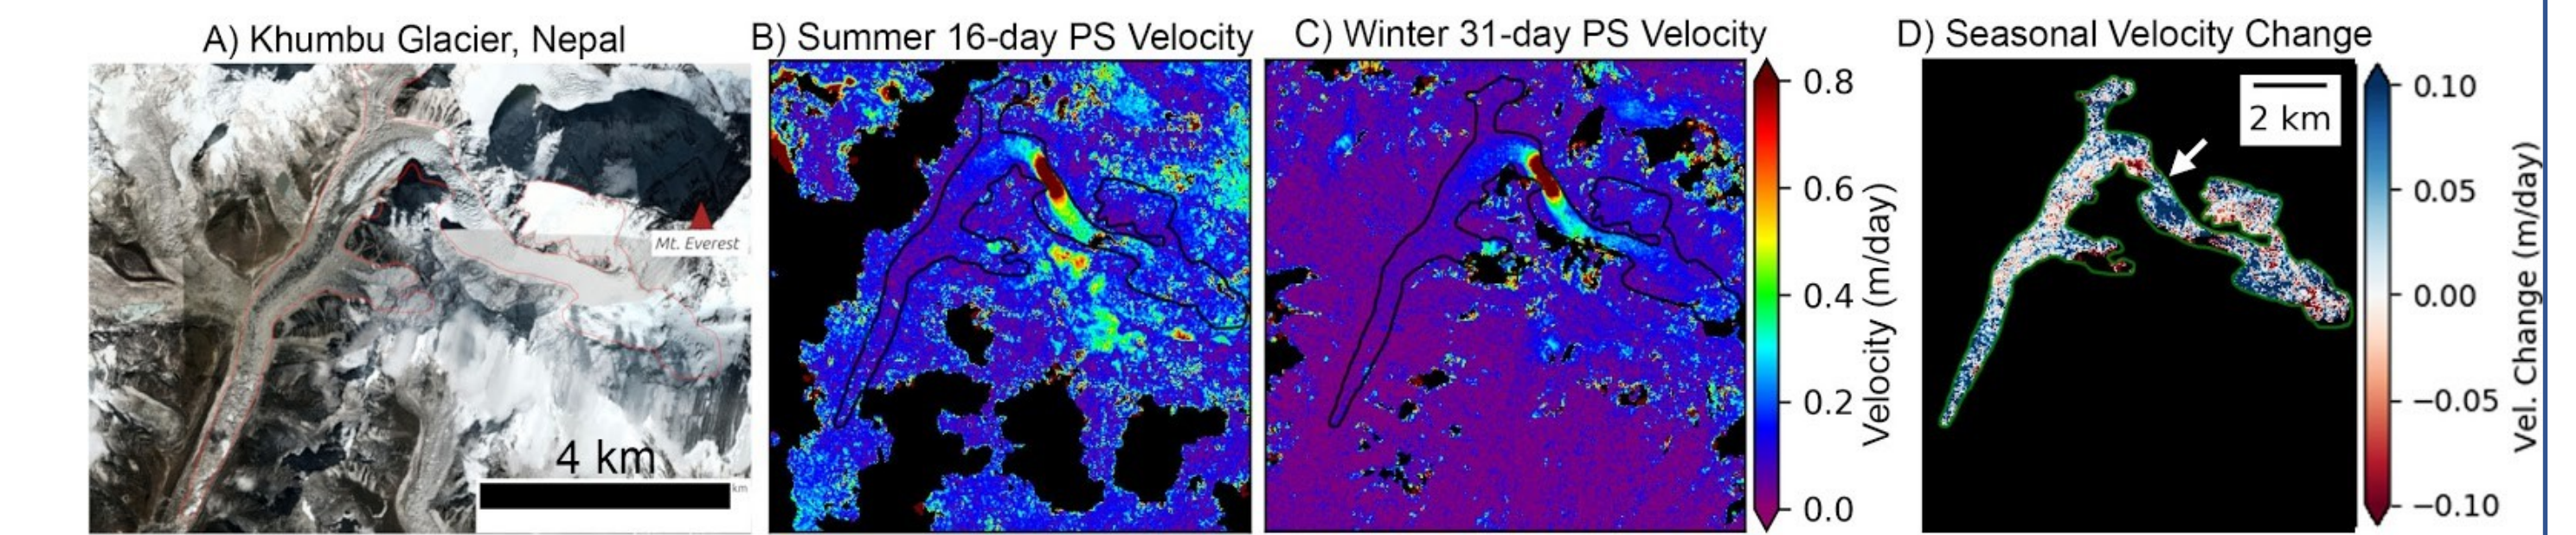 A) Khumbu Glacier, Nepal
Mt. Everest
4 km
km
B) Summer 16-day PS Velocity
C) Winter 31-day PS Velocity
0.8
0.6
0.4
0.2
0.0
Velocity (m/day)
D) Seasonal Velocity Change
2 km
0.10
0.05
0.00
−0.05
−0.10
Vel. Change (m/day)